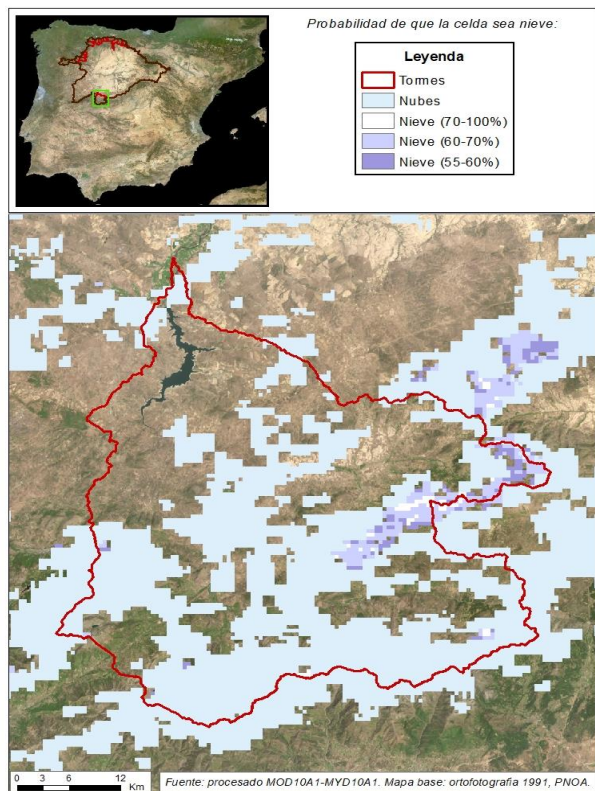 Probabilidad de que la celda sea nieve:
Leyenda
Tormes
Nubes
Nieve (70-100%)
Nieve (60-70%)
Nieve (55-60%)
0 3 6 12
Km
Fuente: procesado MOD10A1-MYD10A1. Mapa base: ortofotografía 1991, PNOA.